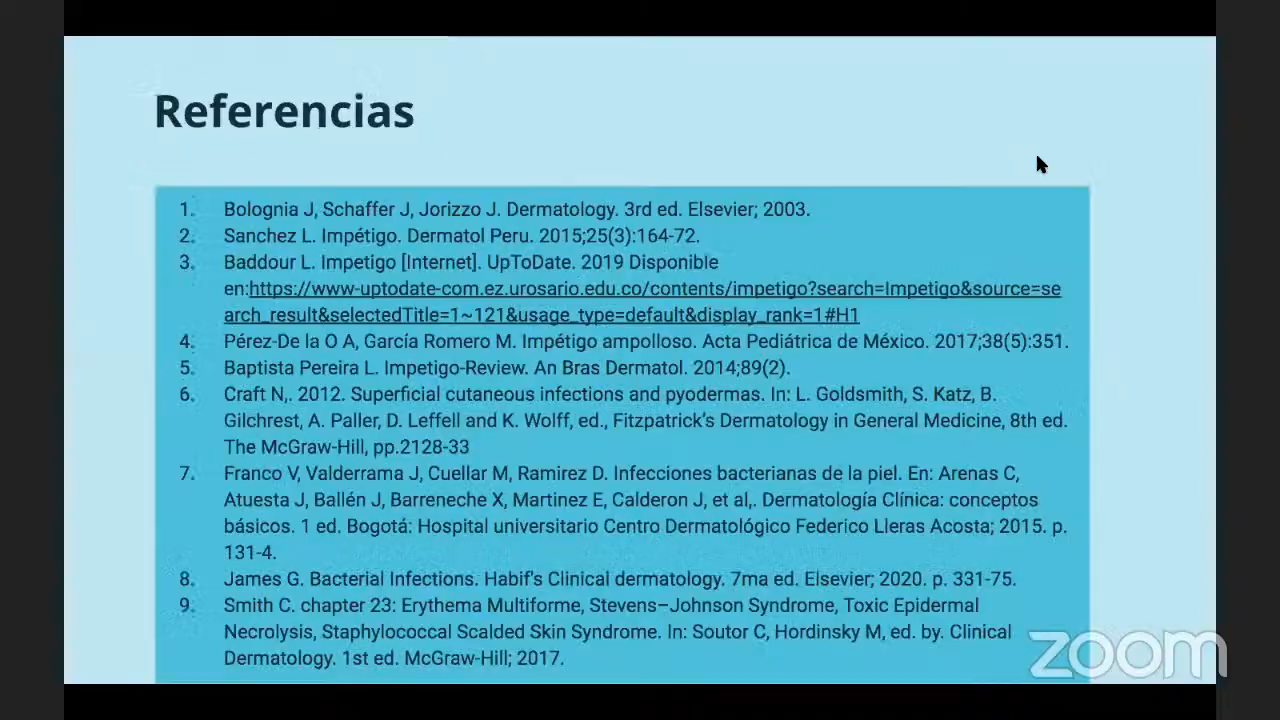 Referencias
1. Bolognia J, Schaffer J, Jorizzo J. Dermatology. 3rd ed. Elsevier; 2003.
2. Sanchez L. Impétigo. Dermatol Peru. 2015;25(3):164-72.
3. Baddour L. Impetigo [Internet]. UpToDate. 2019 Disponible
en:https://www-uptodate-com.ez.urosario.edu.co/contents/impetigo?search=Impetigo&source=se
arch_result&selectedTitle=1~121&usage_type=default&display_rank=1#H1
4. Pérez-De la O A, García Romero M. Impétigo ampolloso. Acta Pediátrica de México. 2017;38(5):351.
5. Baptista Pereira L. Impetigo-Review. An Bras Dermatol. 2014;89(2).
6. Craft N,. 2012. Superficial cutaneous infections and pyodermas. In: L. Goldsmith, S. Katz, B.
Gilchrest, A. Paller, D. Leffell and K. Wolff, ed., Fitzpatrick's Dermatology in General Medicine, 8th ed.
The McGraw-Hill, pp.2128-33
7. Franco V, Valderrama J, Cuellar M, Ramirez D. Infecciones bacterianas de la piel. En: Arenas C,
Atuesta J, Ballén J, Barreneche X, Martinez E, Calderon J, et al,. Dermatología Clínica: conceptos
básicos. 1 ed. Bogotá: Hospital universitario Centro Dermatológico Federico Lleras Acosta; 2015. p.
131-4.
8. James G. Bacterial Infections. Habif's Clinical dermatology. 7ma ed. Elsevier; 2020. p. 331-75.
9. Smith C. chapter 23: Erythema Multiforme, Stevens–Johnson Syndrome, Toxic Epidermal
Necrolysis, Staphylococcal Scalded Skin Syndrome. In: Soutor C, Hordinsky M, ed. by. Clinical
Dermatology. 1st ed. McGraw-Hill; 2017.
zoom